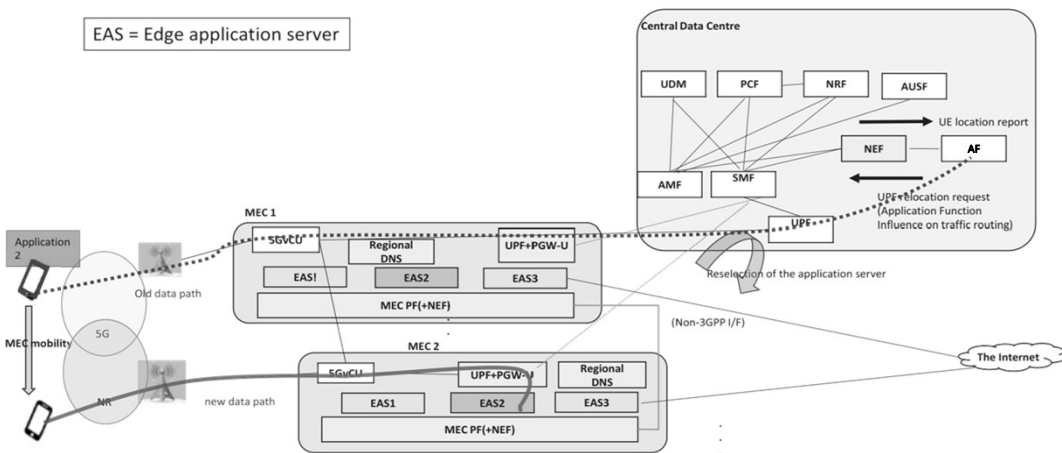 EAS = Edge application server
Central Data Centre
UDM
PCF
NRF
AUSF
UE location report
NEF
AF
AMF
SMF
UPF relocation request
(Application Function
Influence on traffic routing)
UPF
MEC 1
Application
2
5GvCU
Regional
DNS
UPF+PGW-U
Reselection of the application server
EAS!
EAS2
EAS3
Old data path
MEC PF(+NEF)
(Non-3GPP I/F)
5G
MEC mobility
MEC 2
The Internet
5GvCU
UPF+PGW-U
Regional
DNS
NR
new data path
EAS1
EAS2
EAS3
MEC PF(+NEF)